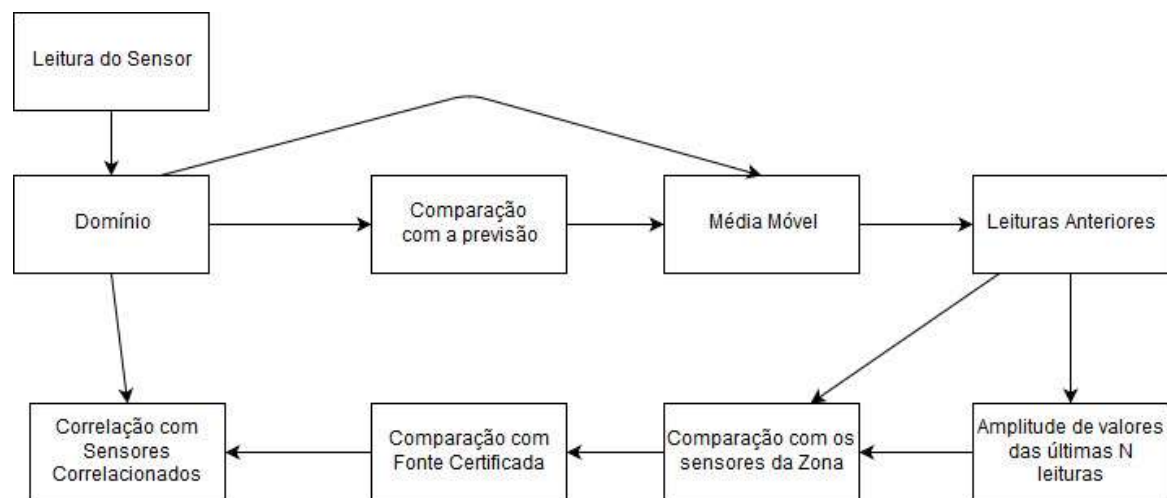 Leitura do Sensor
Domínio
Comparação
com a previsão
Média Móvel
Leituras Anteriores
Correlação com
Sensores
Correlacionados
Comparação com
Fonte Certificada
Comparação com os
sensores da Zona
Amplitude de valores
das últimas N
leituras